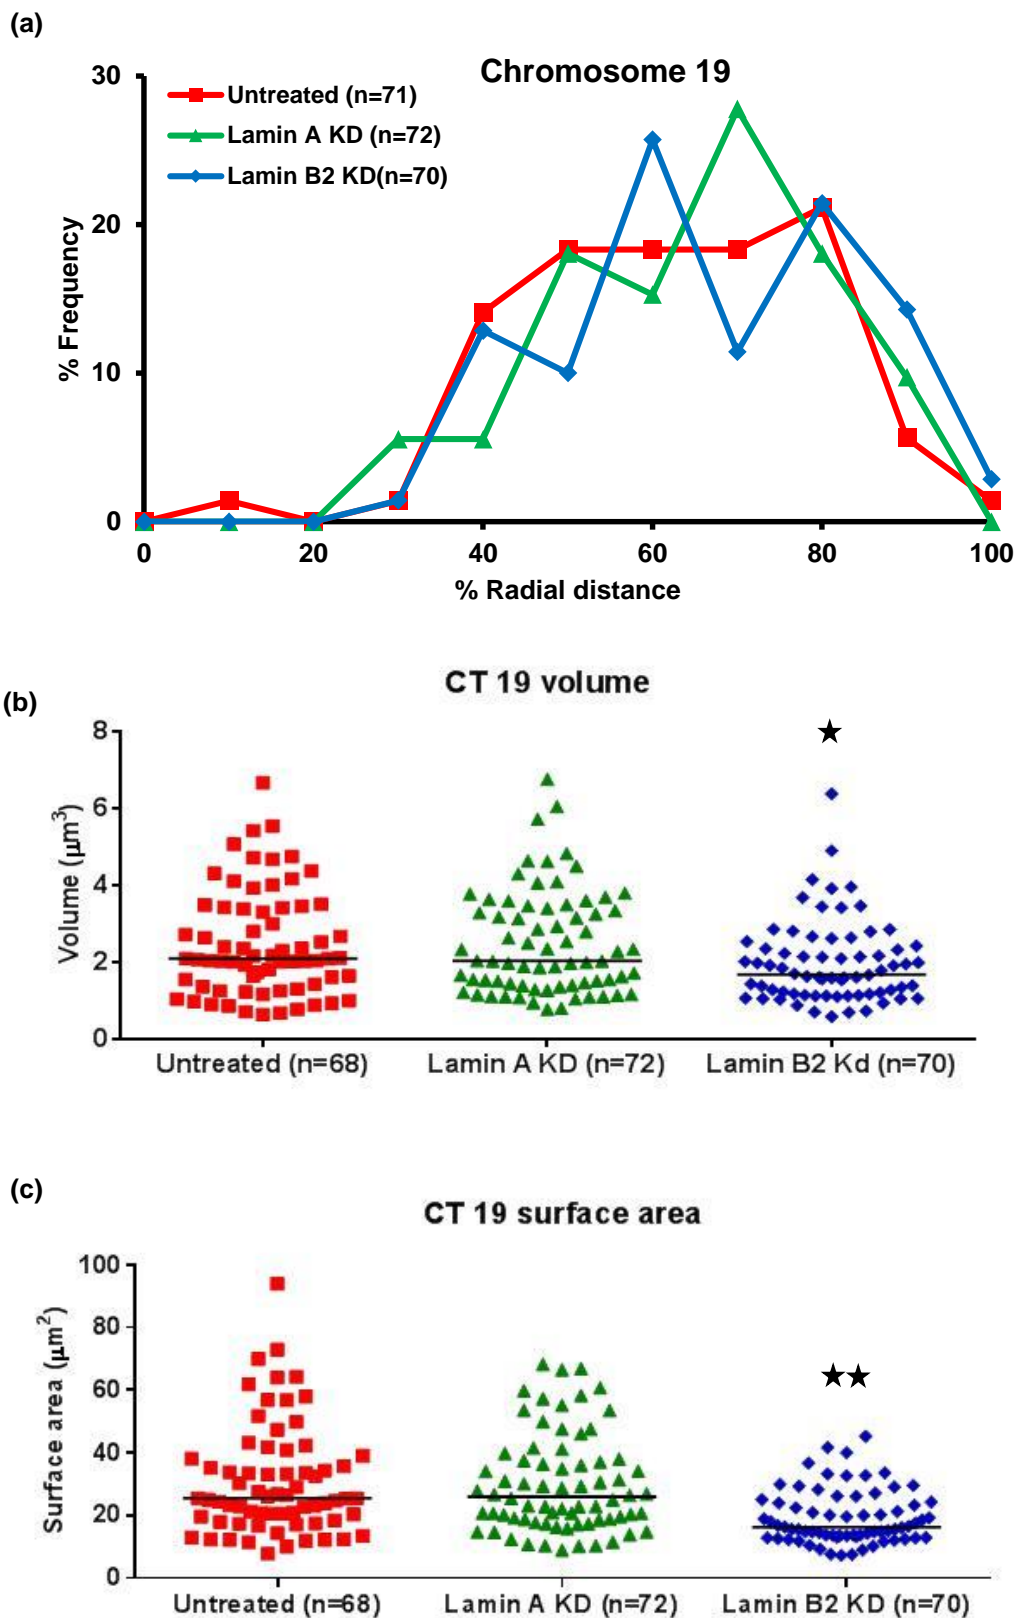 (a)
Chromosome 19
30
20
10
0
% Frequency
Untreated (n=71)
Lamin A KD (n=72)
Lamin B2 KD(n=70)
0 20 40 60 80 100
% Radial distance
(b)
CT 19 volume
8
6
4
2
0
Volume (μm³)
Untreated (n=68) Lamin A KD (n=72) Lamin B2 Kd (n=70)
(c)
CT 19 surface area
100
80
60
40
20
0
Surface area (μm²)
Untreated (n=68) Lamin A KD (n=72) Lamin B2 KD (n=70)